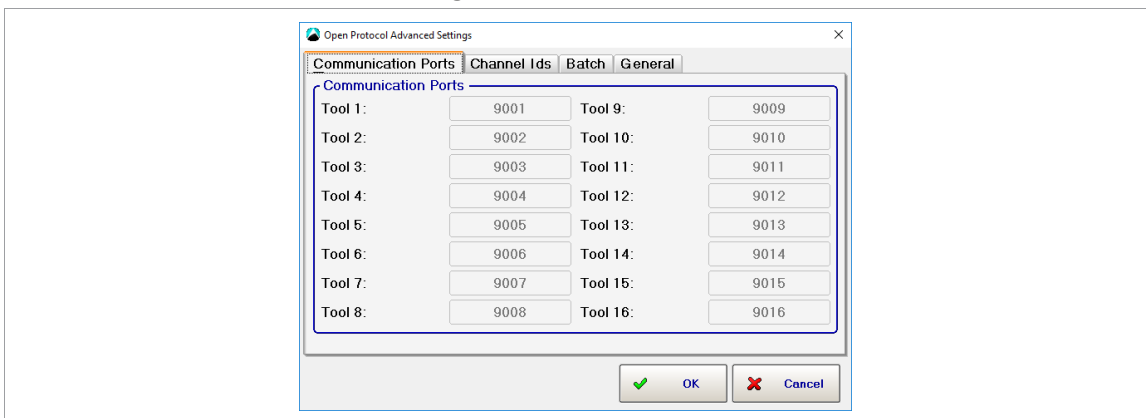 Open Protocol Advanced Settings
Communication Ports Channel Ids Batch General
Communication Ports
Tool 1: 9001 Tool 9: 9009
Tool 2: 9002 Tool 10: 9010
Tool 3: 9003 Tool 11: 9011
Tool 4: 9004 Tool 12: 9012
Tool 5: 9005 Tool 13: 9013
Tool 6: 9006 Tool 14: 9014
Tool 7: 9007 Tool 15: 9015
Tool 8: 9008 Tool 16: 9016
OK Cancel